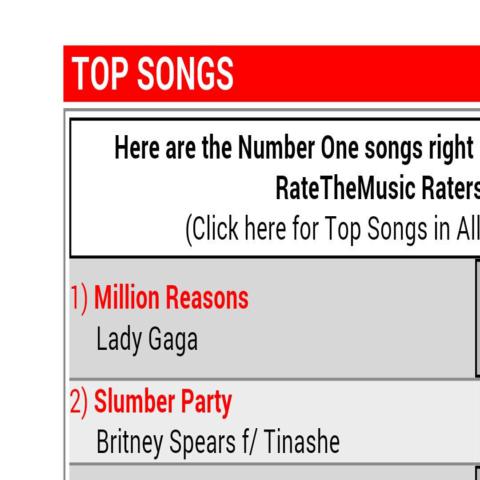 TOP SONGS
Here are the Number One songs right
RateTheMusic Raters
(Click here for Top Songs in All
1) Million Reasons
Lady Gaga
2) Slumber Party
Britney Spears f/ Tinashe